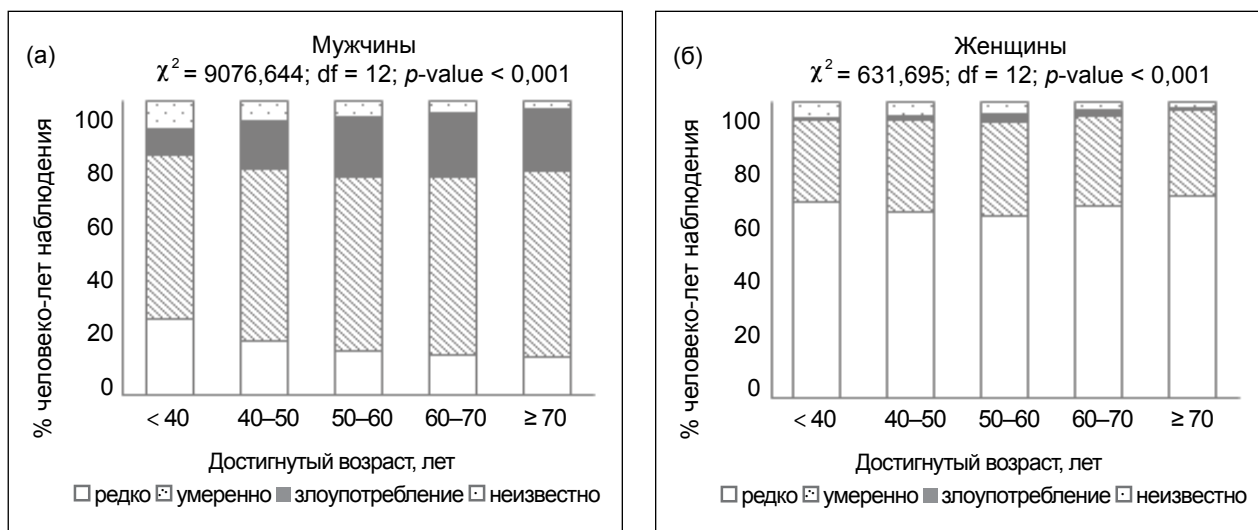 (а)
Мужчины
χ² = 9076,644; df = 12; p-value < 0,001
% человеко-лет наблюдения
100
80
60
40
20
0
< 40
40–50
50–60
60–70
≥ 70
Достигнутый возраст, лет
редко
умеренно
злоупотребление
неизвестно
(б)
Женщины
χ² = 631,695; df = 12; p-value < 0,001
% человеко-лет наблюдения
100
80
60
40
20
0
< 40
40–50
50–60
60–70
≥ 70
Достигнутый возраст, лет
редко
умеренно
злоупотребление
неизвестно